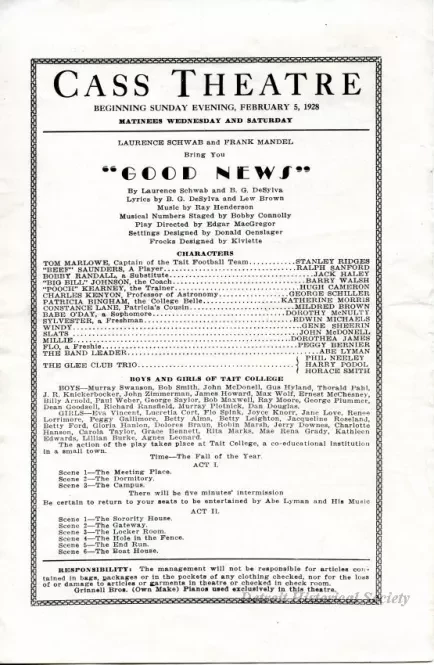 CASS THEATRE
BEGINNING SUNDAY EVENING, FEBRUARY 5, 1928
MATINEES WEDNESDAY AND SATURDAY
LAURENCE SCHWAB and FRANK MANDEL
Bring You
"GOOD NEWS"
By Laurence Schwab and B. G. DeSylva
Lyrics by B. G. DeSylva and Lew Brown
Music by Ray Henderson
Musical Numbers Staged by Bobby Connolly
Play Directed by Edgar MacGregor
Settings Designed by Donald Oenslager
Frocks Designed by Kiviette
CHARACTERS
TOM MARLOWE, Captain of the Tait Football Team..........STANLEY RIDGES
"BEEF" SAUNDERS, A Player..........RALPH SANFORD
BOBBY RANDALL, a Substitute..........JACK HALEY
"BIG BILL" JOHNSON, the Coach..........BARRY WALSH
"POOCH" KEARNEY, the Trainer..........HUGH CAMERON
CHARLES KENYON, Professor of Astronomy..........GEORGE SCHILLER
PATRICIA BINGHAM, the College Belle..........KATHERINE MORRIS
CONSTANCE LANE, Patricia's Cousin..........MILDRED BROWN
BABE O'DAY, a Sophomore..........DOROTHY McNULTY
SYLVESTER, a Freshman..........EDWIN MICHAELS
WINDY..........GENE SHEERIN
SLATS..........JOHN McDONELL
MILLIE..........DOROTHEA JAMES
FLO, a Freshie..........PEGGY BERNIER
THE BAND LEADER..........ABE LYMAN
THE GLEE CLUB TRIO.......... { PHIL NEELEY
HARRY PODOL
HORACE SMITH
BOYS AND GIRLS OF TAIT COLLEGE
BOYS—Murray Swanson, Bob Smith, John McDonell, Gus Hyland, Thorald Pahl,
J. R. Knickerbocker, John Zimmerman, James Howard, Max Wolf, Ernest McChesney,
Billy Arnold, Paul Weber, George Saylor, Bob Maxwell, Ray Moore, George Plummer,
Dean Goodsell, Richard Ransfield, Murray Plotnick, Dan Douglas.
GIRLS—Eva Vincent, Lucretia Cort, Flo Spink, Joyce Knorr, Jane Love, Renee
Lorrimore, Peggy Gallimore, Betty Alms, Betty Leighton, Jacqueline Roseland,
Betty Ford, Gloria Hanlon, Dolores Braun, Robin Marsh, Jerry Downes, Charlotte
Hanson, Carola Taylor, Grace Bennett, Rita Marks, Mae Rena Grady, Kathleen
Edwards, Lillian Burke, Agnes Leonard.
The action of the play takes place at Tait College, a co-educational institution
in a small town.
Time—The Fall of the Year
ACT I.
Scene 1—The Meeting Place.
Scene 2—The Dormitory.
Scene 3—The Campus.
There will be five minutes' intermission
Be certain to return to your seats to be entertained by Abe Lyman and His Music
ACT II.
Scene 1—The Sorority House.
Scene 2—The Gateway.
Scene 3—The Locker Room.
Scene 4—The Hole in the Fence.
Scene 5—The End Run.
Scene 6—The Boat House.
RESPONSIBILITY: The management will not be responsible for articles con-
tained in bags, packages or in the pockets of any clothing checked, nor for the loss
of or damage to articles or garments in theatre or checked in check room.
Grinnell Bros. (Own Make) Pianos used exclusively in this theatre.
Detroit Historical Society